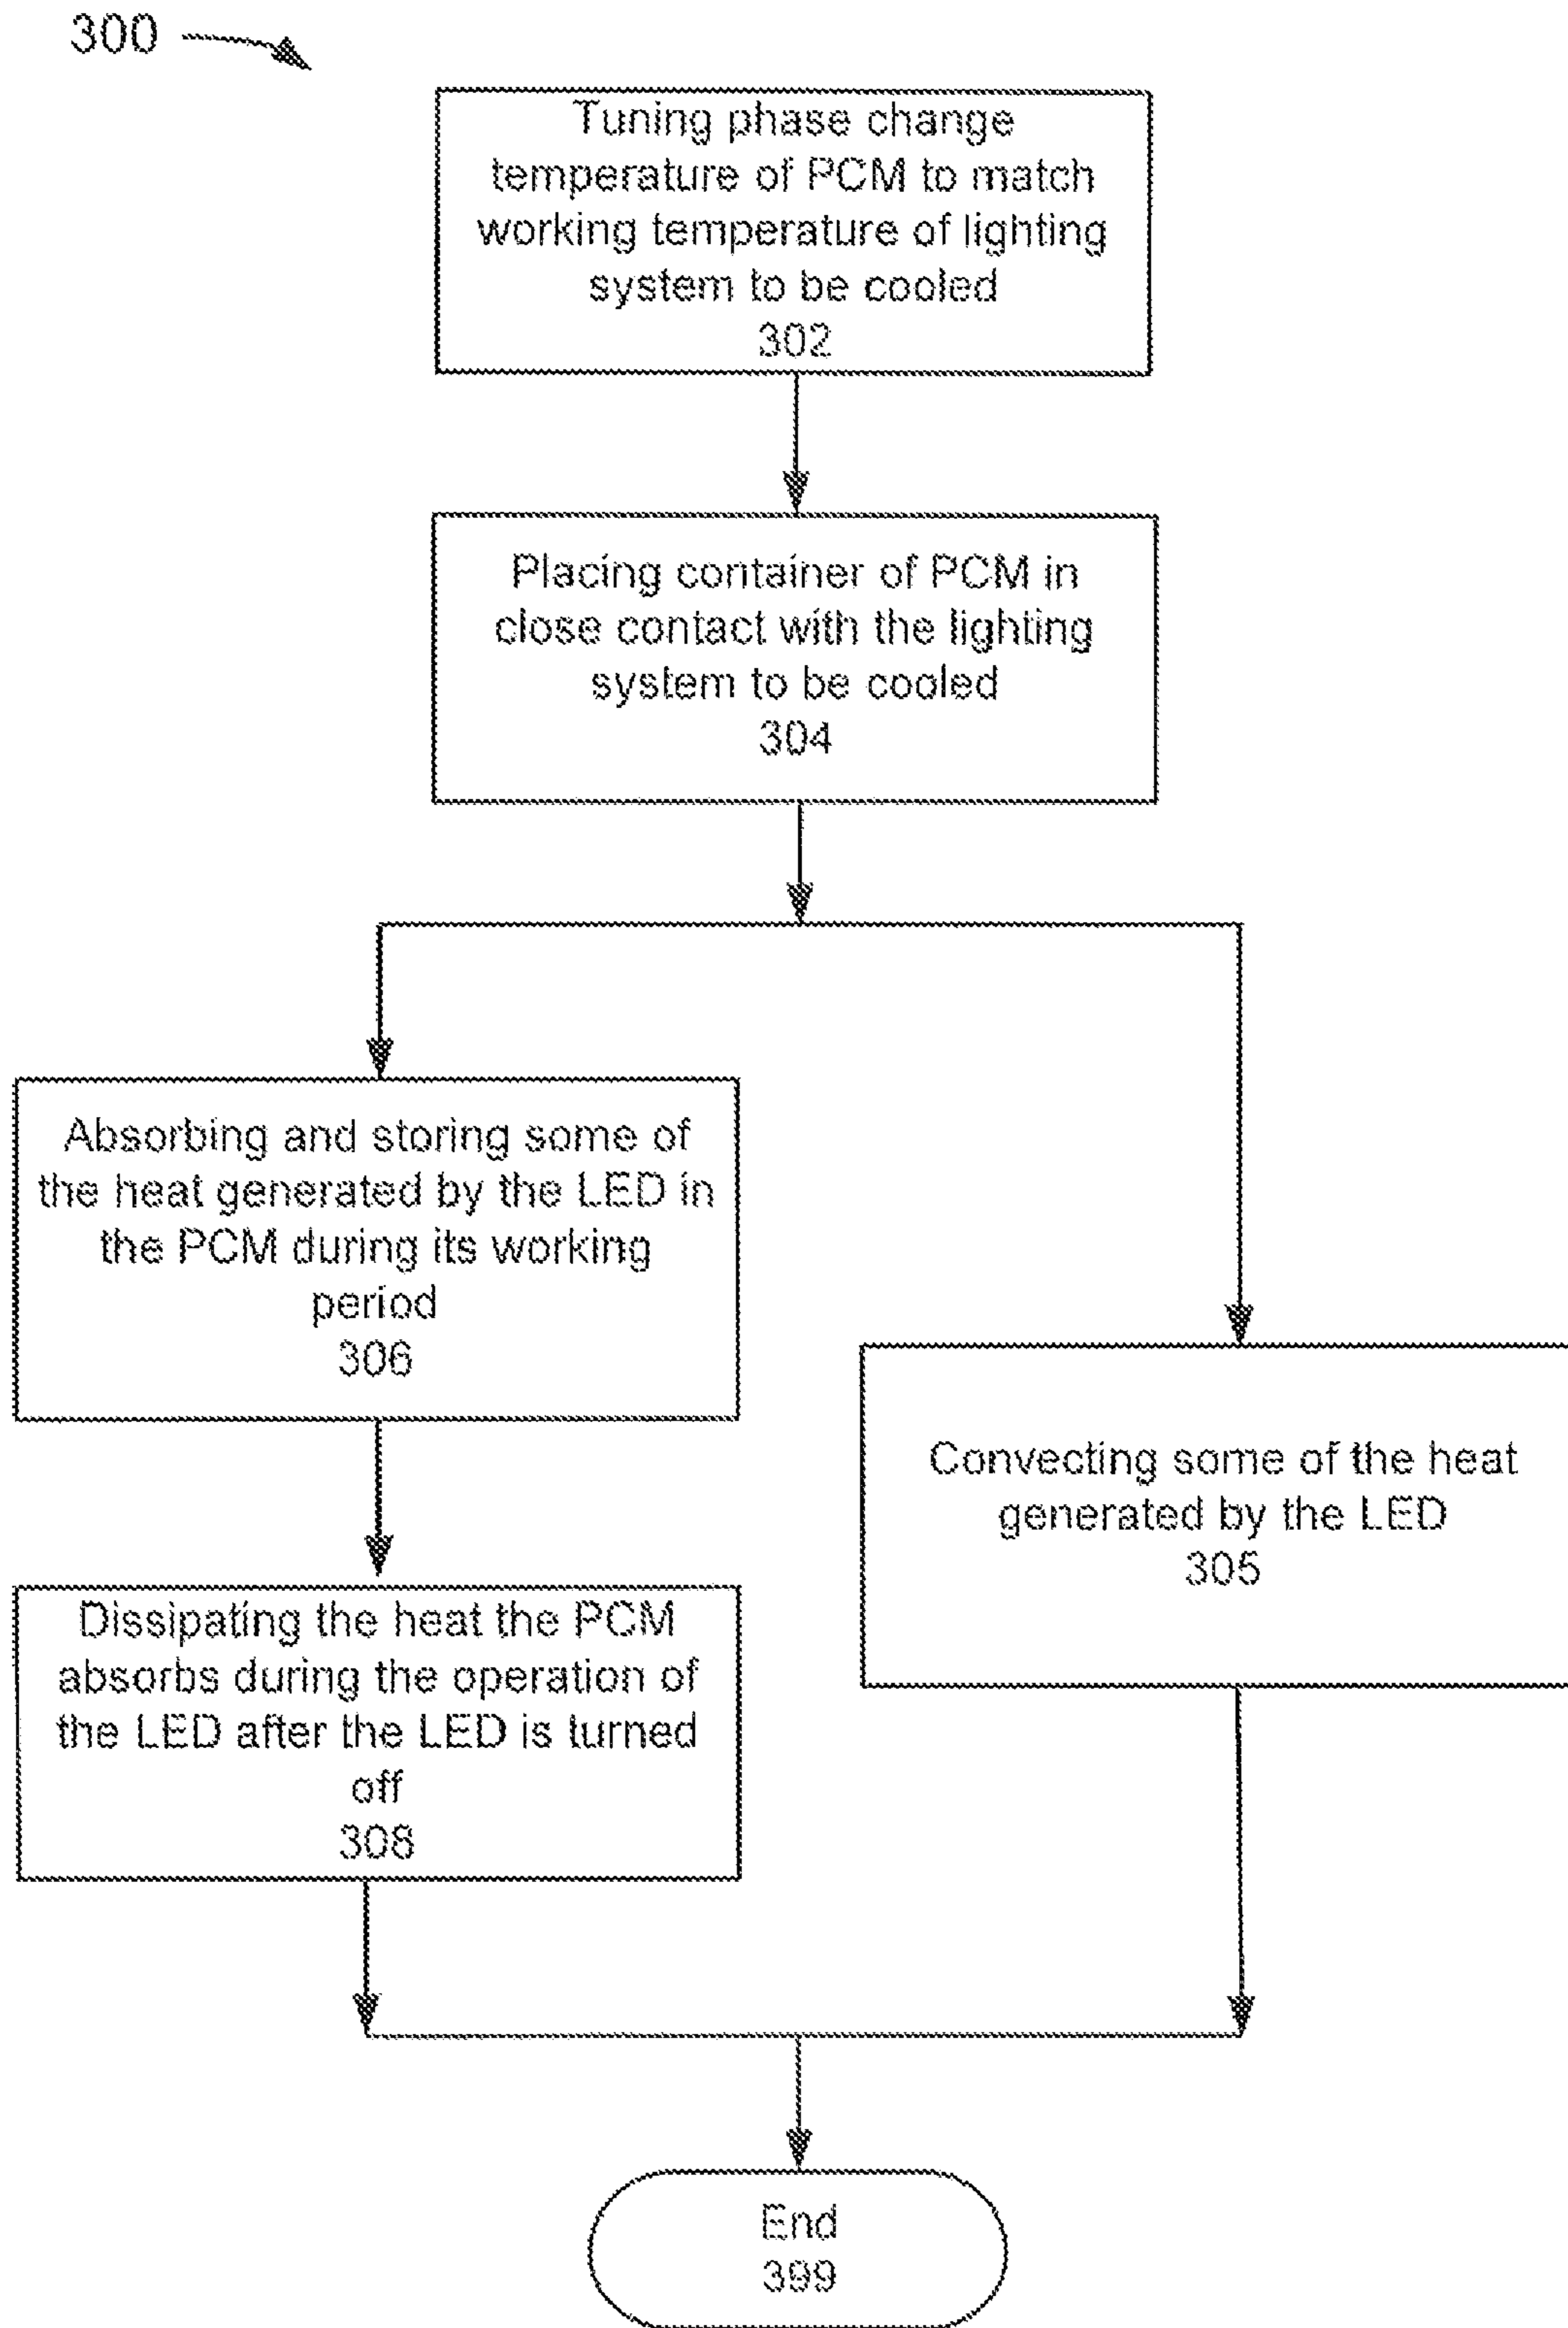 300
Tuning phase change
temperature of PCM to match
working temperature of lighting
system to be cooled
302
Placing container of PCM in
close contact with the lighting
system to be cooled
304
Absorbing and storing some of
the heat generated by the LED in
the PCM during its working
period
306
Convecting some of the heat
generated by the LED
305
Dissipating the heat the PCM
absorbs during the operation of
the LED after the LED is turned
off
308
End
399